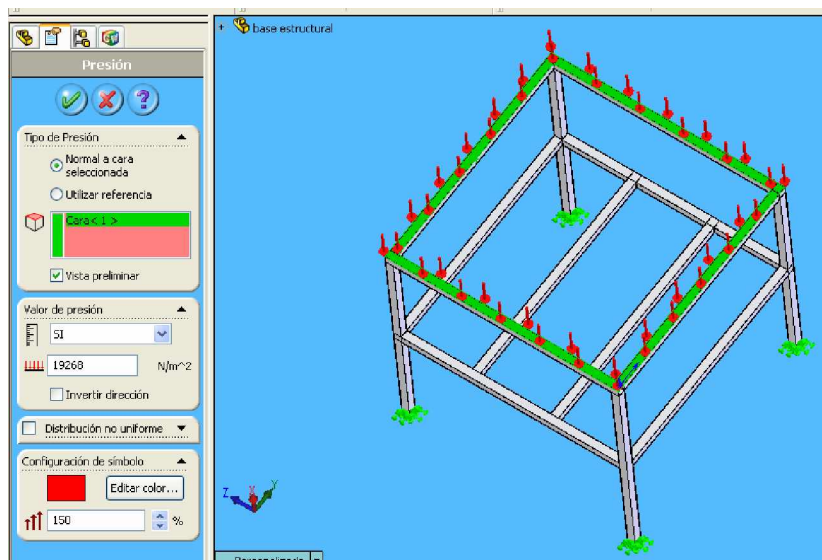 base estructural
Presión
Tipo de Presión
Normal a cara
seleccionada
Utilizar referencia
Cara< 1 >
Vista preliminar
Valor de presión
SI
19268 N/m^2
Invertir dirección
Distribución no uniforme
Configuración de símbolo
Editar color...
150 %
Z X Y